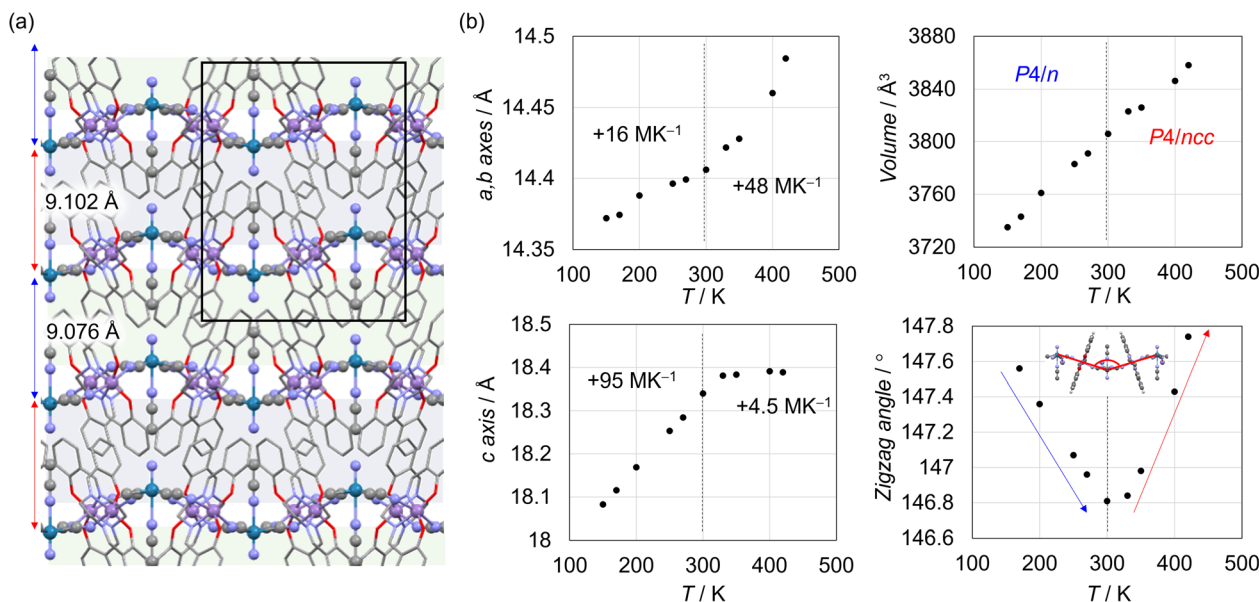 (a)
9.102 Å
9.076 Å
(b)
14.5
14.45
14.4
14.35
a,b axes / Å
+16 MK⁻¹
+48 MK⁻¹
100 200 300 400 500
T / K
3880
3840
3800
3760
3720
Volume / Å³
P4/n
P4/ncc
100 200 300 400 500
T / K
18.5
18.4
18.3
18.2
18.1
18
c axis / Å
+95 MK⁻¹
+4.5 MK⁻¹
100 200 300 400 500
T / K
147.8
147.6
147.4
147.2
147
146.8
146.6
Zigzag angle / °
100 200 300 400 500
T / K